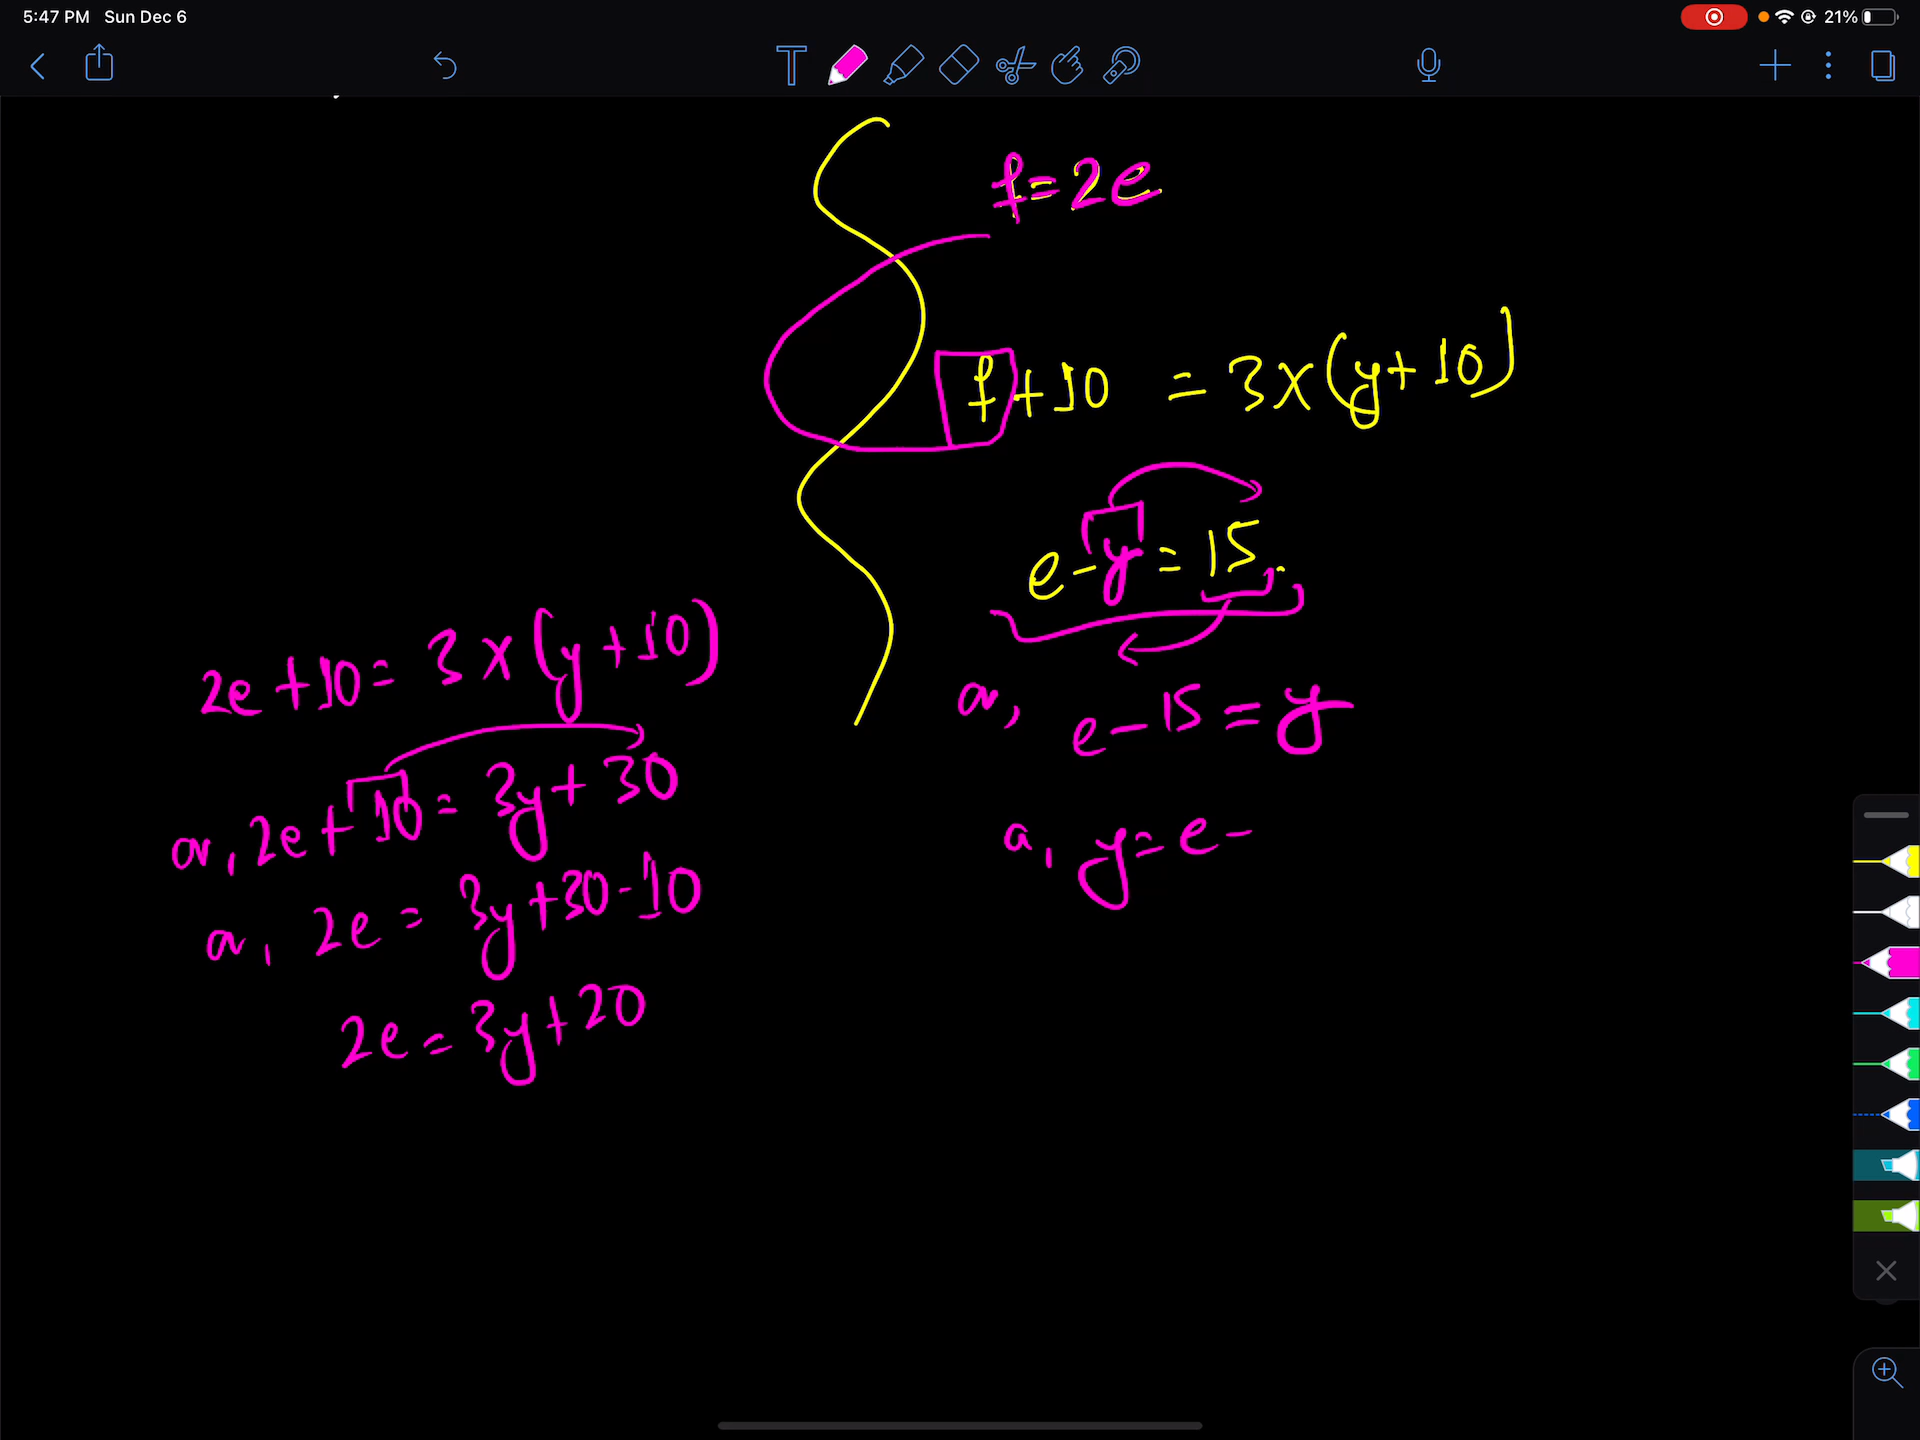 5:47 PM Sun Dec 6
21%
T
f=2e
f+10 = 3x(y+10)
e-y=15.
or, e-15=y
or, y=e-
2e+10= 3x(y+10)
or, 2e+10= 3y+30
or, 2e= 3y+30-10
2e= 3y+20